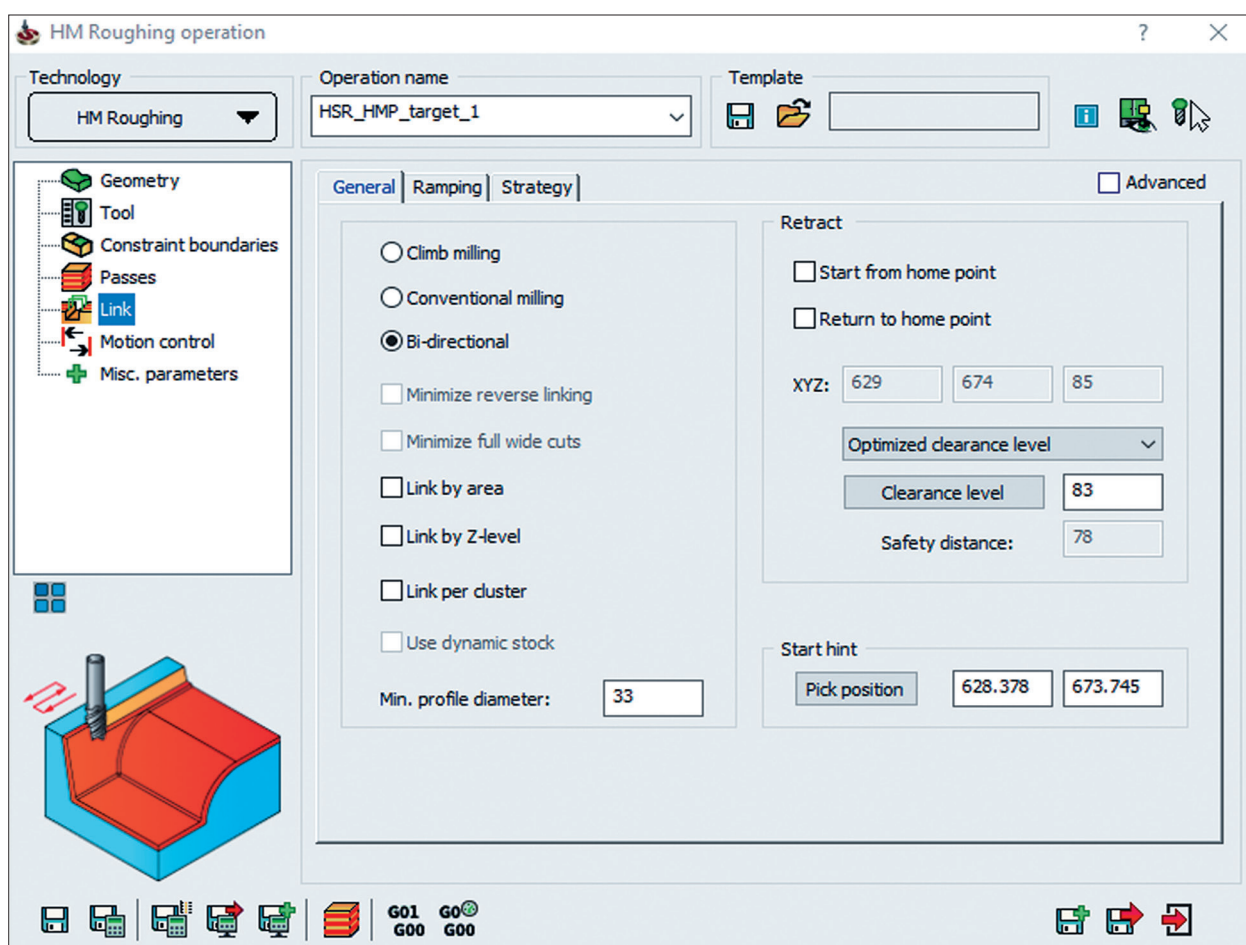 HM Roughing operation
?
Technology
HM Roughing
Operation name
HSR_HMP_target_1
Template
Geometry
Tool
Constraint boundaries
Passes
Link
Motion control
Misc. parameters
General
Ramping
Strategy
Advanced
Climb milling
Conventional milling
Bi-directional
Minimize reverse linking
Minimize full wide cuts
Link by area
Link by Z-level
Link per cluster
Use dynamic stock
Min. profile diameter: 33
Retract
Start from home point
Return to home point
XYZ: 629 674 85
Optimized clearance level
Clearance level 83
Safety distance: 78
Start hint
Pick position 628.378 673.745
G01 G0
G00 G00